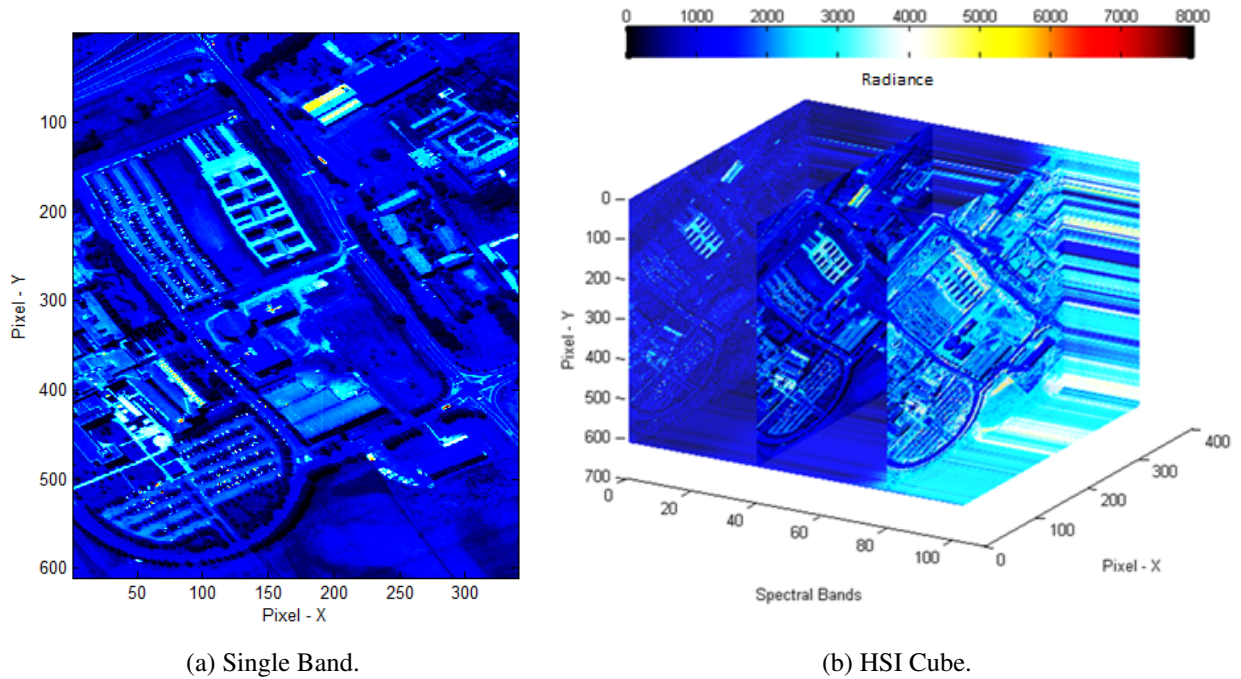 100
200
300
400
500
600
Pixel - Y
50 100 150 200 250 300
Pixel - X
(a) Single Band.
0 1000 2000 3000 4000 5000 6000 7000 8000
Radiance
0
100
200
300
400
500
600
700
Pixel - Y
0 20 40 60 80 100
Spectral Bands
0 100 200 300 400
Pixel - X
(b) HSI Cube.